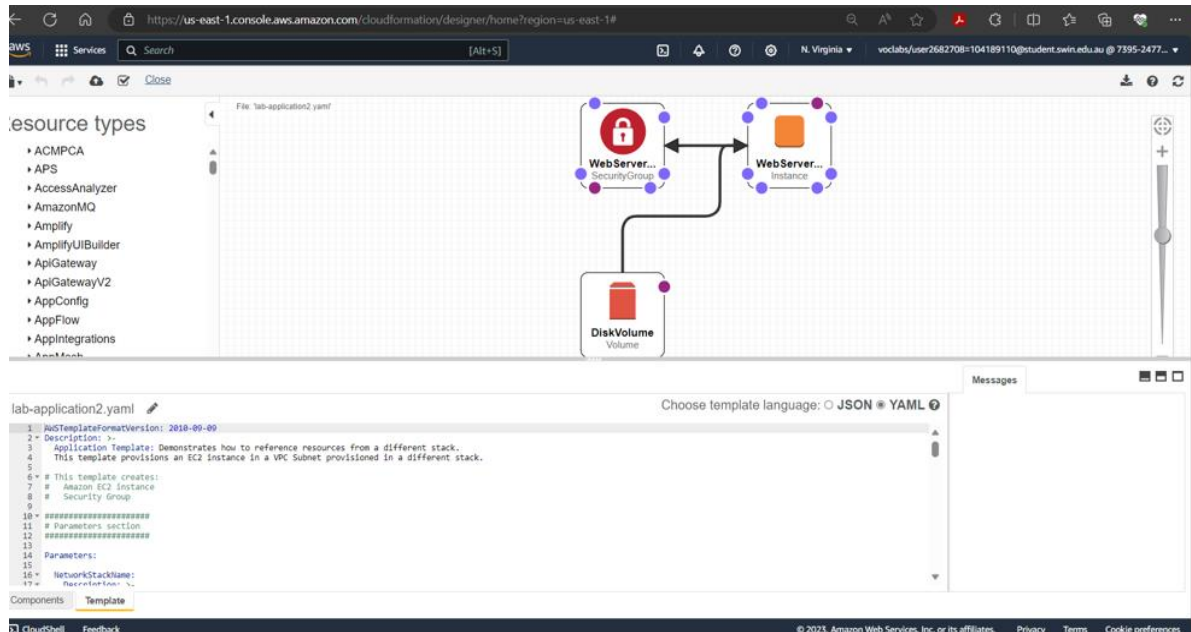 https://us-east-1.console.aws.amazon.com/cloudformation/designer/home?region=us-east-1#
aws Services Search [Alt+S] N. Virginia voclabs/user2682708=104189110@student.swin.edu.au @ 7395-2477...
Close
esource types
File: 'lab-application2.yaml'
ACMPCA
APS
AccessAnalyzer
AmazonMQ
Amplify
AmplifyUIBuilder
ApiGateway
ApiGatewayV2
AppConfig
AppFlow
AppIntegrations
AppMesh
WebServer...
SecurityGroup
WebServer...
Instance
DiskVolume
Volume
Messages
lab-application2.yaml
Choose template language: JSON YAML
1 AWSTemplateFormatVersion: 2010-09-09
2 Description: >-
3 Application Template: Demonstrates how to reference resources from a different stack.
4 This template provisions an EC2 instance in a VPC Subnet provisioned in a different stack.
5
6 # This template creates:
7 # Amazon EC2 instance
8 # Security Group
9
10 ######################
11 # Parameters section
12 ######################
13
14 Parameters:
15
16 NetworkStackName:
17 Description: >-
Components Template
CloudShell Feedback © 2023, Amazon Web Services, Inc. or its affiliates. Privacy Terms Cookie preferences